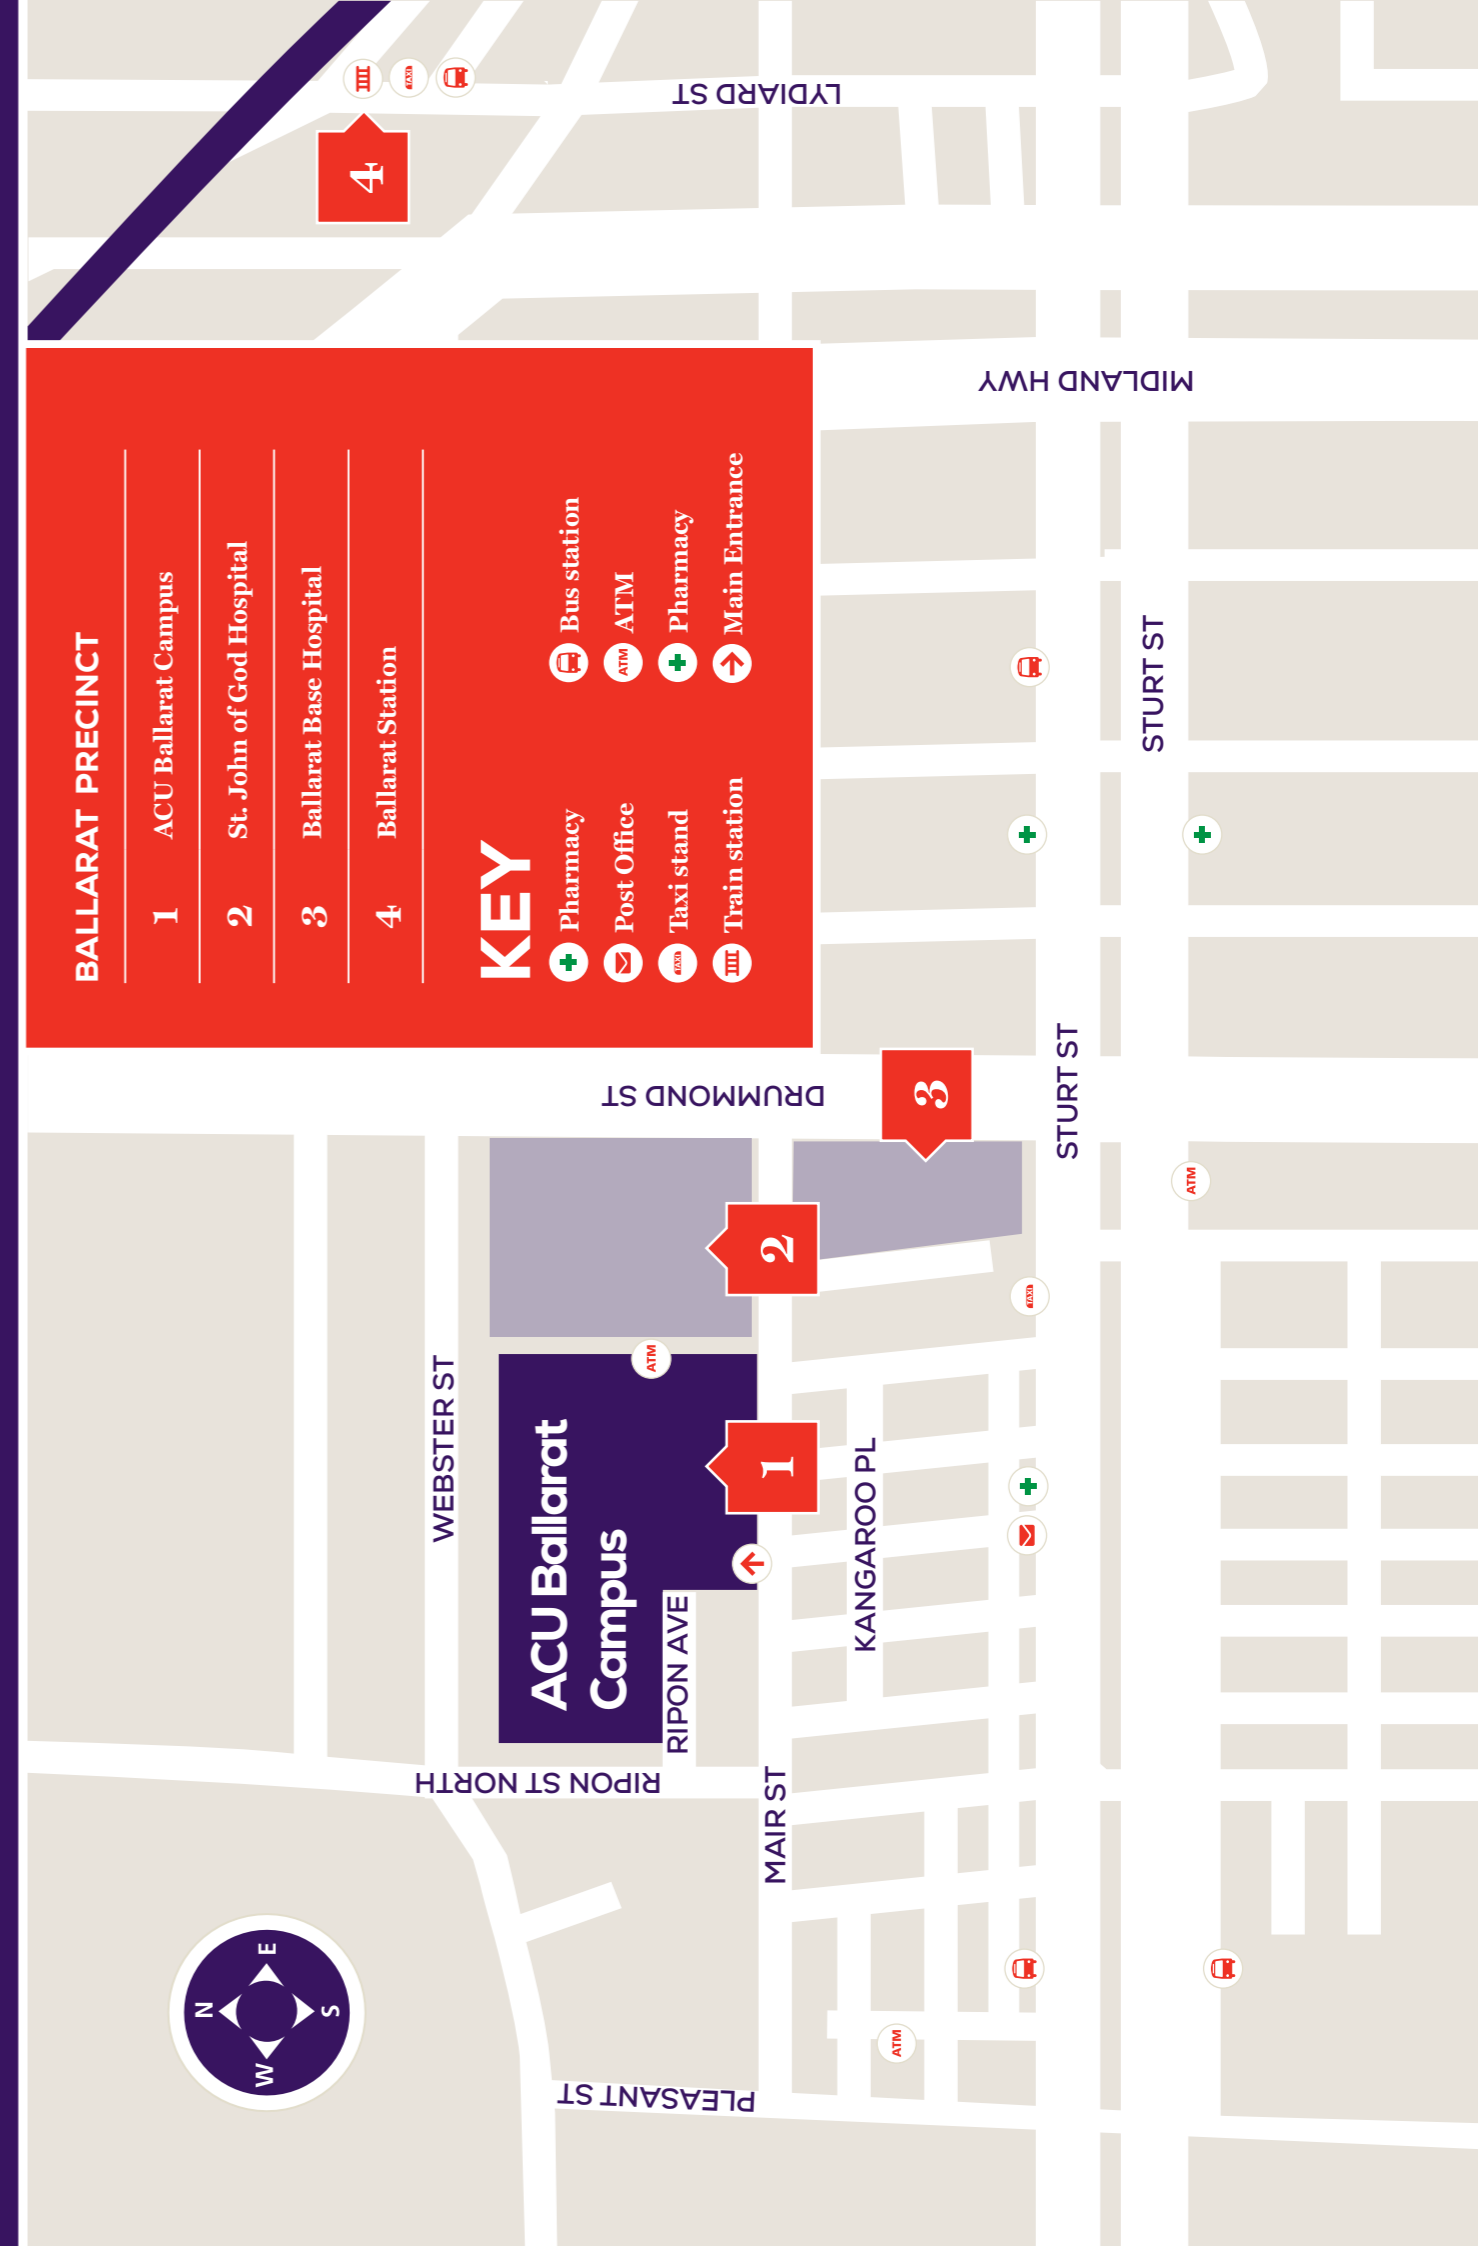 BALLARAT PRECINCT
1 ACU Ballarat Campus
2 St. John of God Hospital
3 Ballarat Base Hospital
4 Ballarat Station
KEY
Pharmacy
Bus station
Post Office
ATM
ATM
TAXI
Taxi stand
Pharmacy
Train station
Main Entrance
4
TAXI
LYDIARD ST
MIDLAND HWY
STURT ST
DRUMMOND ST
3
STURT ST
ATM
2
TAXI
WEBSTER ST
ATM
ACU Ballarat
Campus
1
KANGAROO PL
RIPON AVE
RIPON ST NORTH
MAIR ST
N
E
S
W
ATM
PLEASANT ST